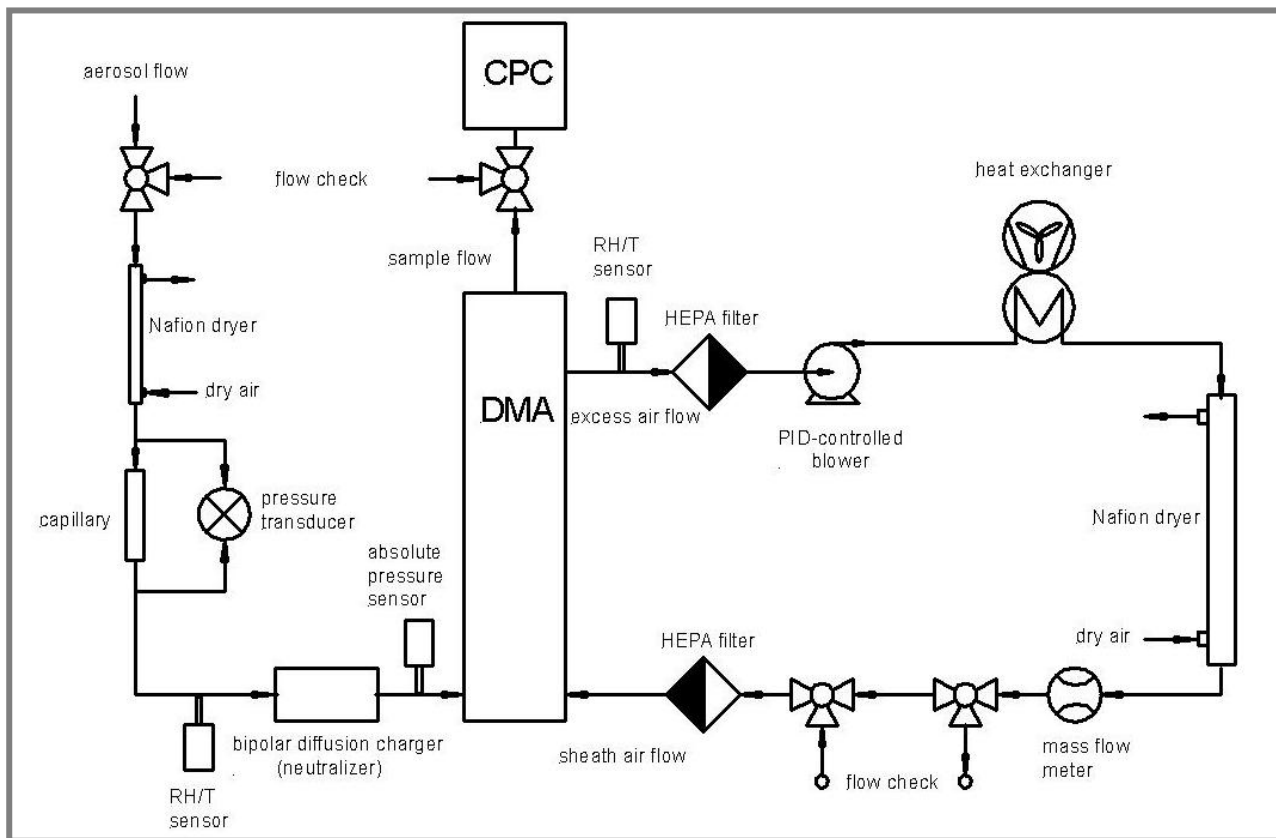 aerosol flow
CPC
flow check
heat exchanger
sample flow
RH/T
sensor
HEPA filter
Nafion dryer
dry air
DMA
excess air flow
PID-controlled
blower
capillary
pressure
transducer
Nafion dryer
absolute
pressure
sensor
dry air
HEPA filter
bipolar diffusion charger
(neutralizer)
sheath air flow
mass flow
meter
flow check
RH/T
sensor